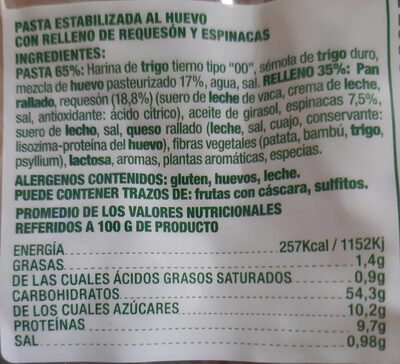 PASTA ESTABILIZADA AL HUEVO
CON RELLENO DE REQUESÓN Y ESPINACAS
INGREDIENTES:
PASTA 65%: Harina de trigo tierno tipo "00", sémola de trigo duro,
mezcla de huevo pasteurizado 17%, agua, sal. RELLENO 35%: Pan
rallado, requesón (18,8%) (suero de leche de vaca, crema de leche,
sal, antioxidante: ácido cítrico), aceite de girasol, espinacas 7,5%,
suero de lecho, sal, queso rallado (leche, sal, cuajo, conservante:
lisozima-proteína del huevo), fibras vegetales (patata, bambú, trigo,
psyllium), lactosa, aromas, plantas aromáticas, especias.
ALERGENOS CONTENIDOS: gluten, huevos, leche.
PUEDE CONTENER TRAZOS DE: frutas con cáscara, sulfitos.
PROMEDIO DE LOS VALORES NUTRICIONALES
REFERIDOS A 100 G DE PRODUCTO
ENERGÍA 257Kcal / 1152Kj
GRASAS 1,4g
DE LAS CUALES ÁCIDOS GRASOS SATURADOS 0,9g
CARBOHIDRATOS 54,3g
DE LOS CUALES AZÚCARES 10,2g
PROTEÍNAS 9,7g
SAL 0,98g